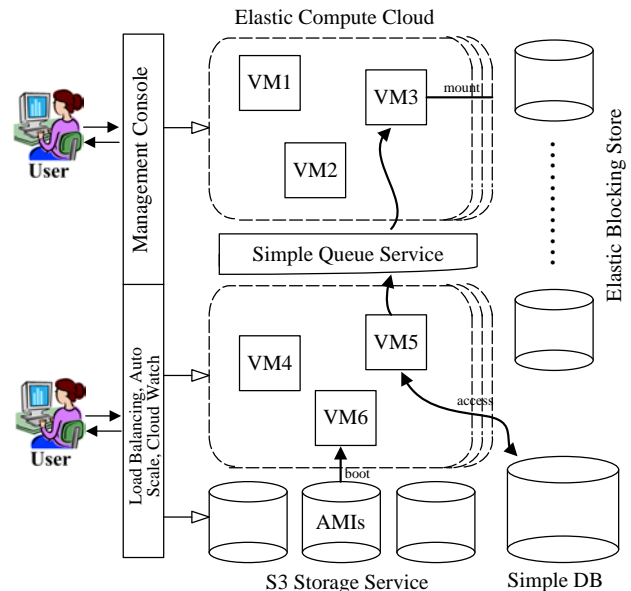 Elastic Compute Cloud
VM1
VM3
mount
VM2
User
Management Console
Simple Queue Service
Elastic Blocking Store
VM4
VM5
VM6
access
User
Load Balancing, Auto
Scale, Cloud Watch
boot
AMIs
S3 Storage Service
Simple DB